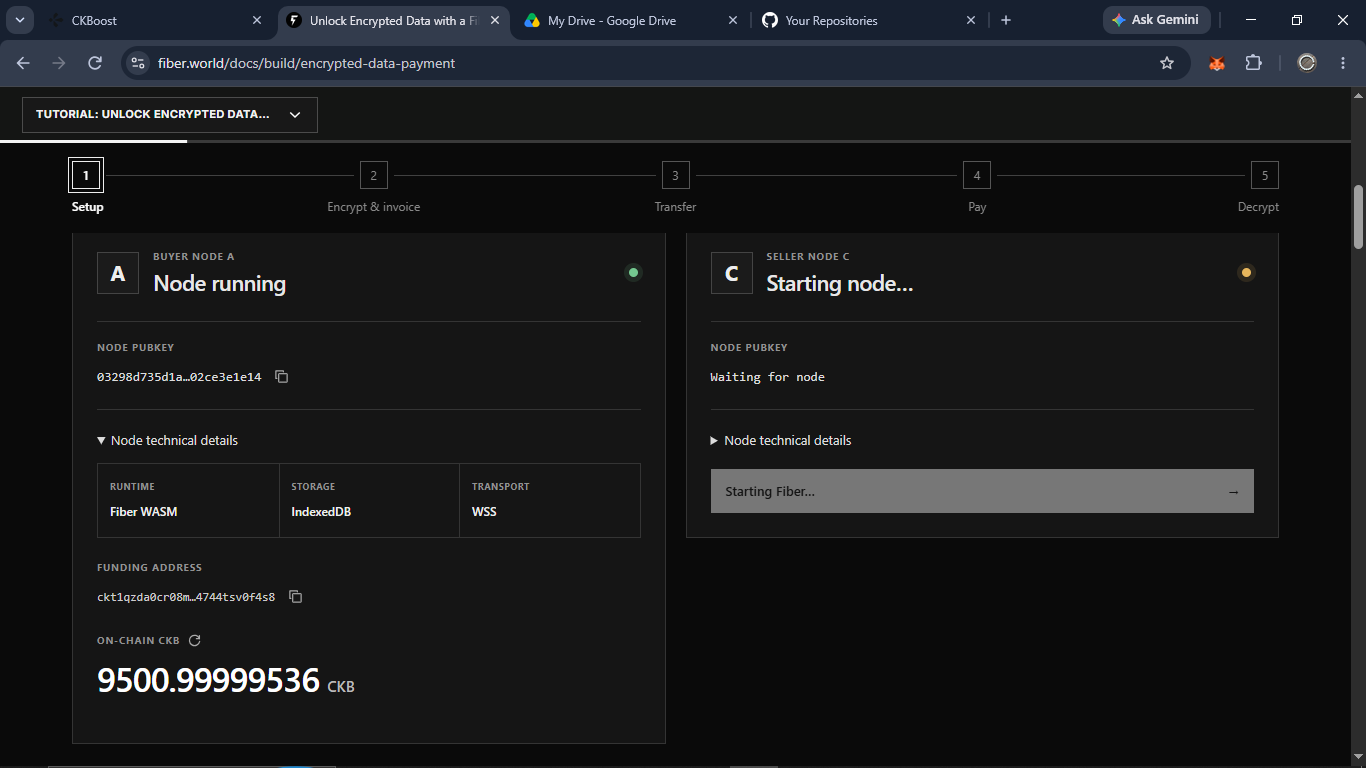 CKBoost
Unlock Encrypted Data with a Fi
My Drive - Google Drive
Your Repositories
Ask Gemini
fiber.world/docs/build/encrypted-data-payment
TUTORIAL: UNLOCK ENCRYPTED DATA...
1
2
3
4
5
Setup
Encrypt & invoice
Transfer
Pay
Decrypt
A
BUYER NODE A
Node running
NODE PUBKEY
03298d735d1a…02ce3e1e14
Node technical details
RUNTIME
STORAGE
TRANSPORT
Fiber WASM
IndexedDB
WSS
FUNDING ADDRESS
ckt1qzda0cr08m…4744tsv0f4s8
ON-CHAIN CKB
9500.99999536 CKB
C
SELLER NODE C
Starting node...
NODE PUBKEY
Waiting for node
Node technical details
Starting Fiber... →